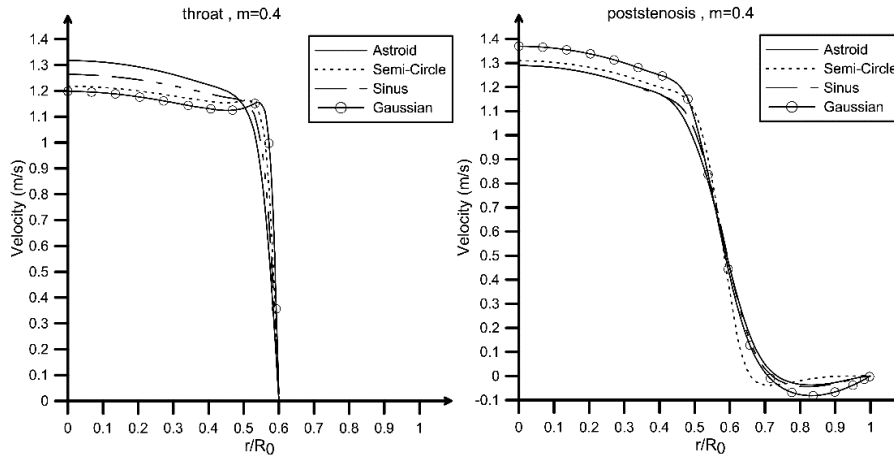 throat , m=0.4
1.4
1.3
1.2
1.1
1
0.9
0.8
0.7
0.6
0.5
0.4
0.3
0.2
0.1
0
Velocity (m/s)
Astroid
Semi-Circle
Sinus
Gaussian
0 0.1 0.2 0.3 0.4 0.5 0.6 0.7 0.8 0.9 1
r/R0
poststenosis , m=0.4
1.4
1.3
1.2
1.1
1
0.9
0.8
0.7
0.6
0.5
0.4
0.3
0.2
0.1
0
-0.1
Velocity (m/s)
Astroid
Semi-Circle
Sinus
Gaussian
0 0.1 0.2 0.3 0.4 0.5 0.6 0.7 0.8 0.9 1
r/R0